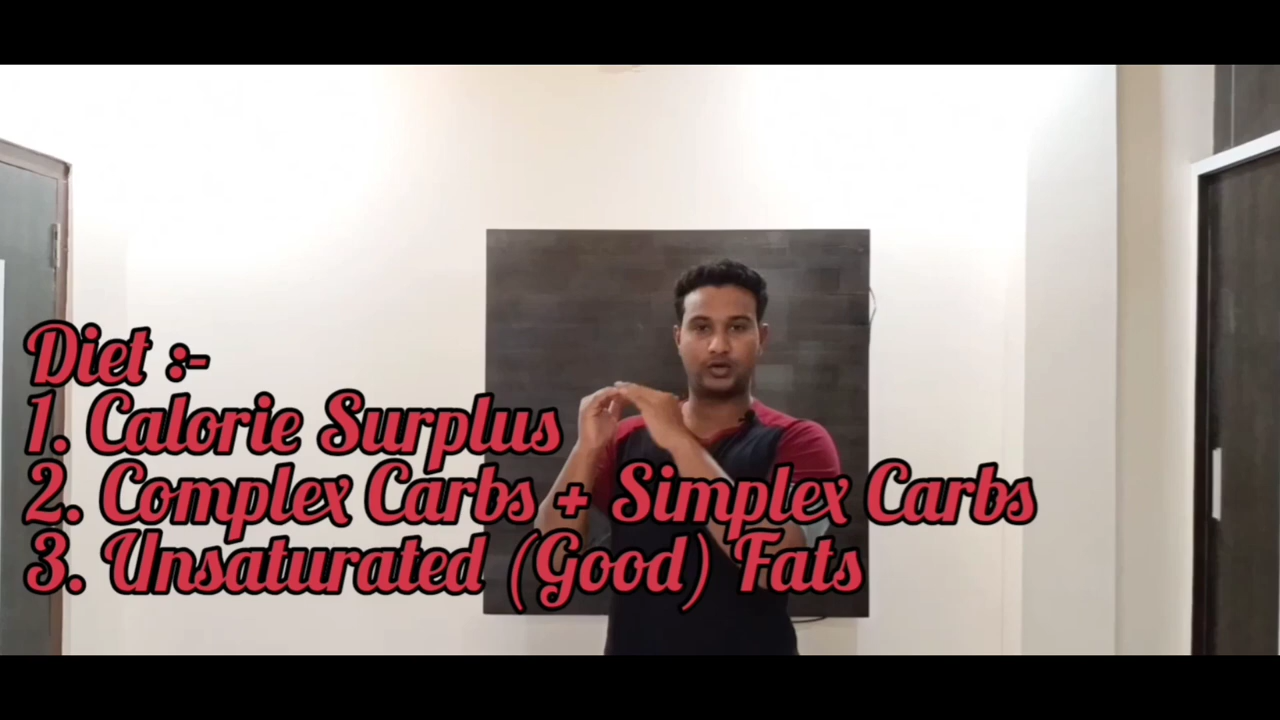 Diet :-
1. Calorie Surplus
2. Complex Carbs + Simplex Carbs
3. Unsaturated (Good) Fats